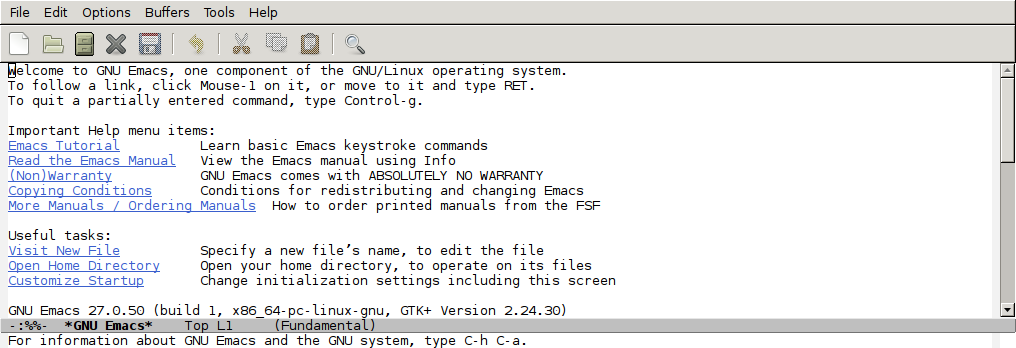 File Edit Options Buffers Tools Help
Welcome to GNU Emacs, one component of the GNU/Linux operating system.
To follow a link, click Mouse-1 on it, or move to it and type RET.
To quit a partially entered command, type Control-g.
Important Help menu items:
Emacs Tutorial Learn basic Emacs keystroke commands
Read the Emacs Manual View the Emacs manual using Info
(Non)Warranty GNU Emacs comes with ABSOLUTELY NO WARRANTY
Copying Conditions Conditions for redistributing and changing Emacs
More Manuals / Ordering Manuals How to order printed manuals from the FSF
Useful tasks:
Visit New File Specify a new file’s name, to edit the file
Open Home Directory Open your home directory, to operate on its files
Customize Startup Change initialization settings including this screen
GNU Emacs 27.0.50 (build 1, x86_64-pc-linux-gnu, GTK+ Version 2.24.30)
-:%%- *GNU Emacs* Top L1 (Fundamental)
For information about GNU Emacs and the GNU system, type C-h C-a.